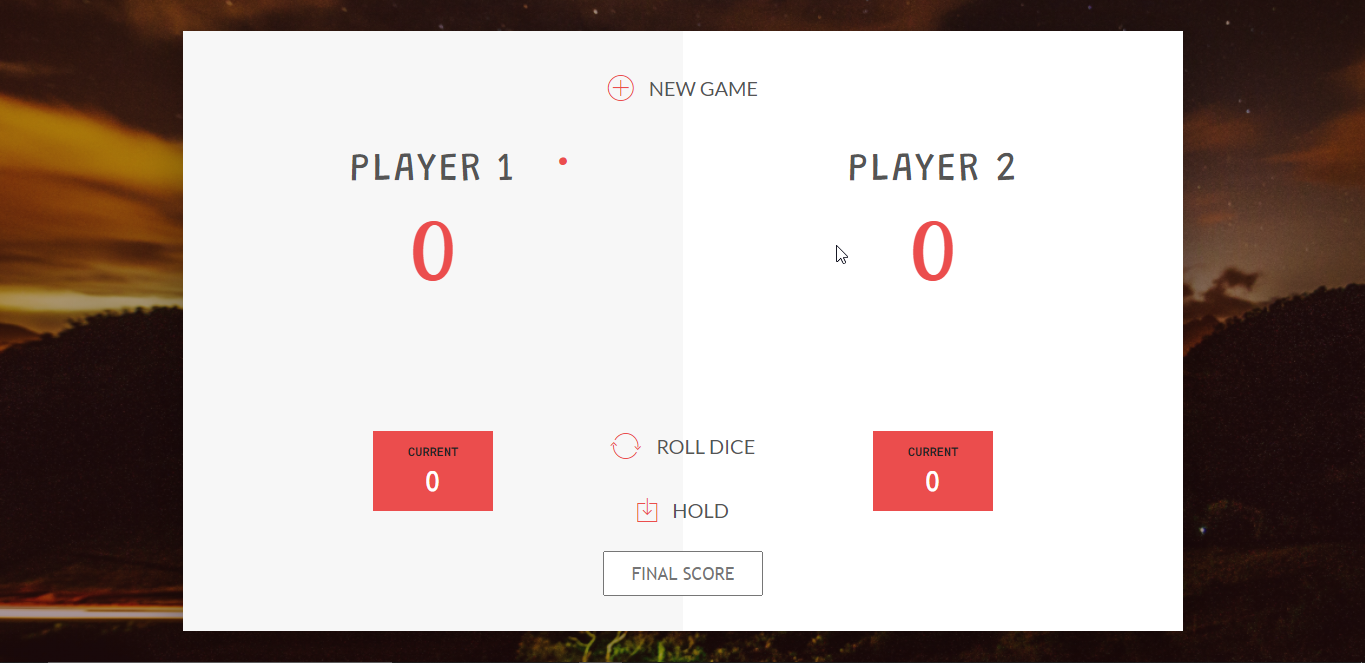 NEW GAME
PLAYER 1
PLAYER 2
0
0
CURRENT
0
ROLL DICE
CURRENT
0
HOLD
FINAL SCORE